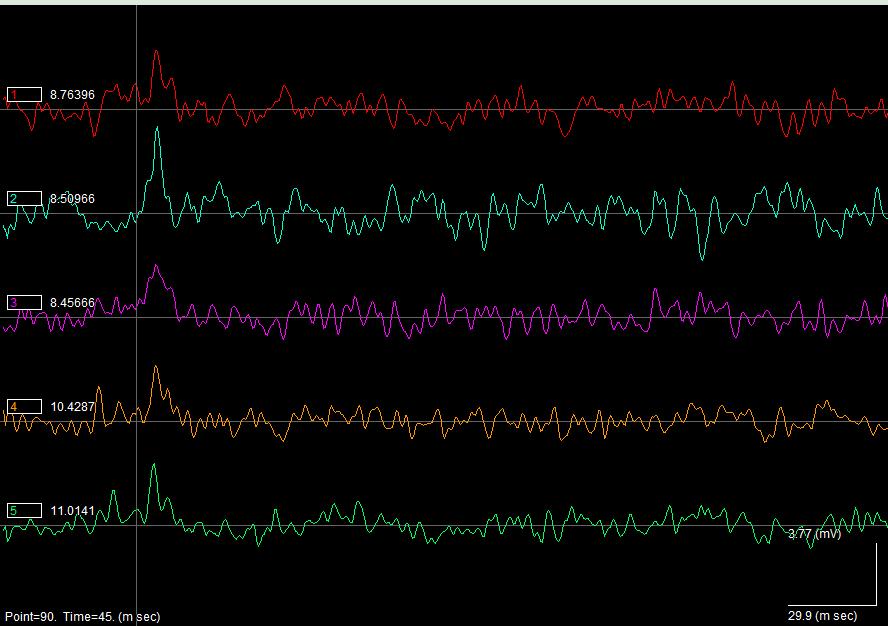 1 8.76396
2 8.50966
3 8.45666
4 10.4287
5 11.0141
3.77 (mV)
29.9 (m sec)
Point=90. Time=45. (m sec)